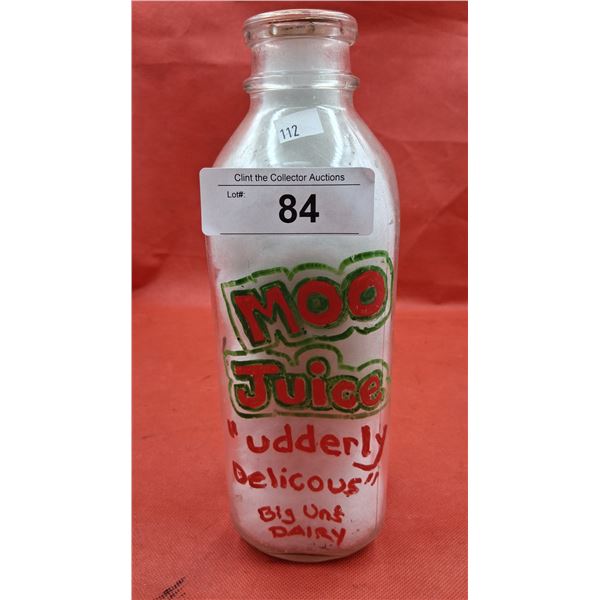 112
Clint the Collector Auctions
Lot#:
84
MOO
Juice
"udderly
Delicous"
Big Uns
DAIRY